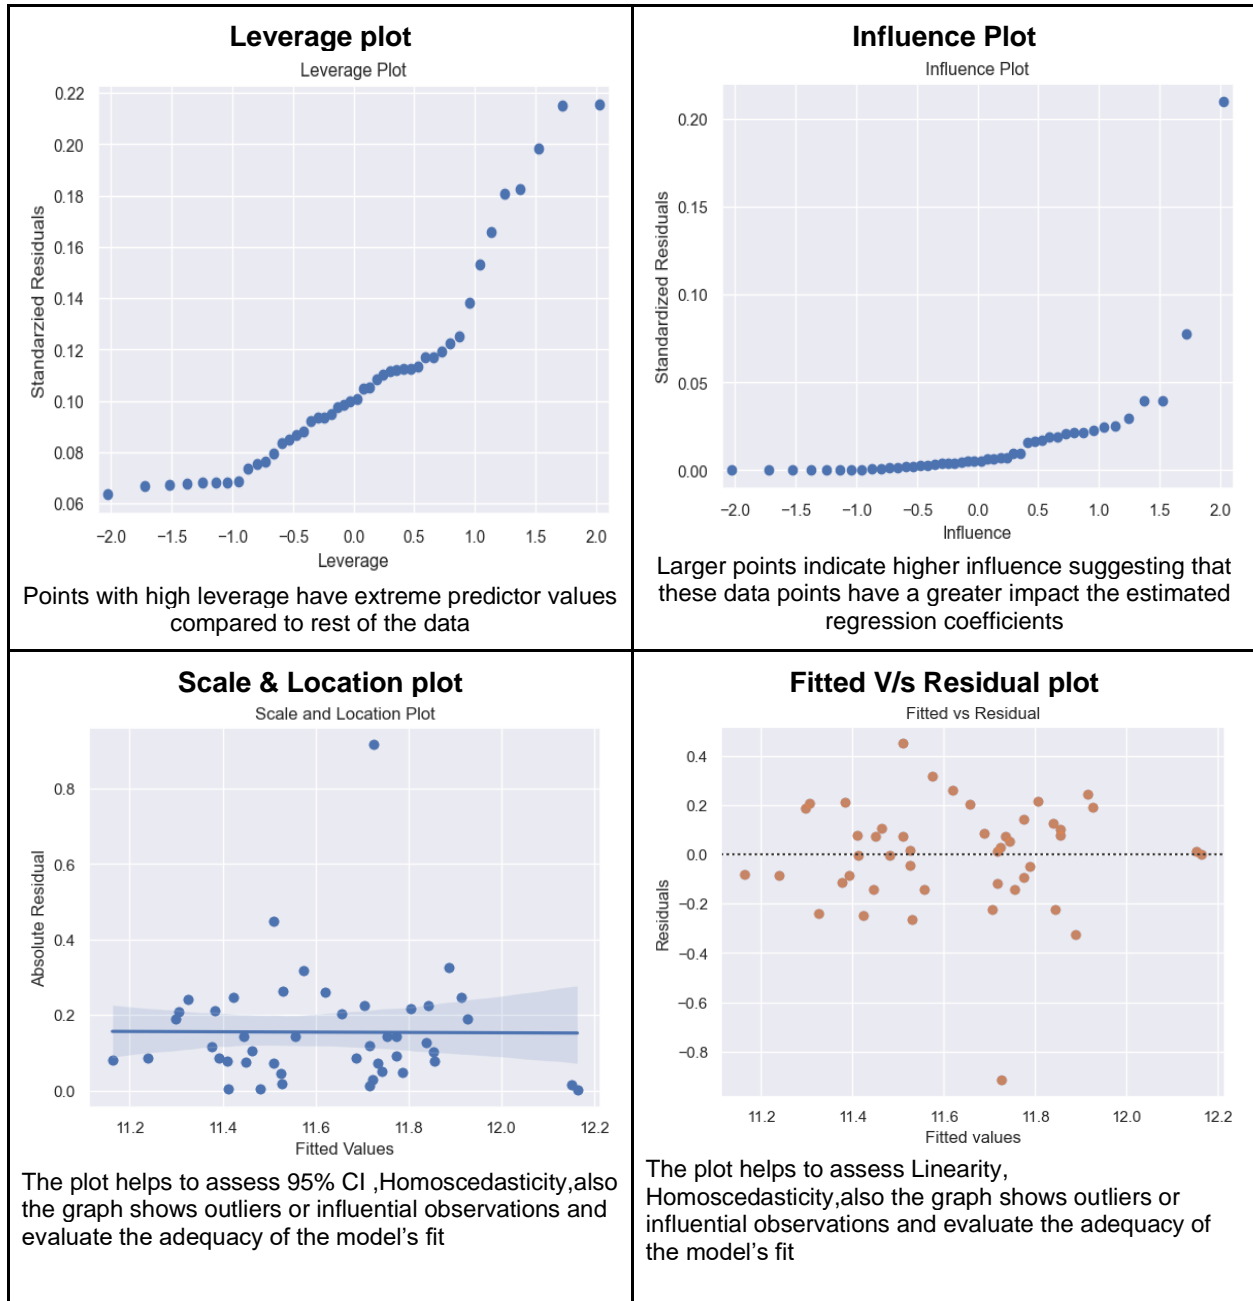 Leverage plot
Leverage Plot
0.22
0.20
0.18
0.16
0.14
0.12
0.10
0.08
0.06
Standarzied Residuals
−2.0 −1.5 −1.0 −0.5 0.0 0.5 1.0 1.5 2.0
Leverage
Points with high leverage have extreme predictor values
compared to rest of the data
Influence Plot
Influence Plot
0.20
0.15
0.10
0.05
0.00
Standardized Residuals
−2.0 −1.5 −1.0 −0.5 0.0 0.5 1.0 1.5 2.0
Influence
Larger points indicate higher influence suggesting that
these data points have a greater impact the estimated
regression coefficients
Scale & Location plot
Scale and Location Plot
0.8
0.6
0.4
0.2
0.0
Absolute Residual
11.2 11.4 11.6 11.8 12.0 12.2
Fitted Values
The plot helps to assess 95% CI ,Homoscedasticity,also
the graph shows outliers or influential observations and
evaluate the adequacy of the model’s fit
Fitted V/s Residual plot
Fitted vs Residual
0.4
0.2
0.0
−0.2
−0.4
−0.6
−0.8
Residuals
11.2 11.4 11.6 11.8 12.0 12.2
Fitted values
The plot helps to assess Linearity,
Homoscedasticity,also the graph shows outliers or
influential observations and evaluate the adequacy of
the model’s fit